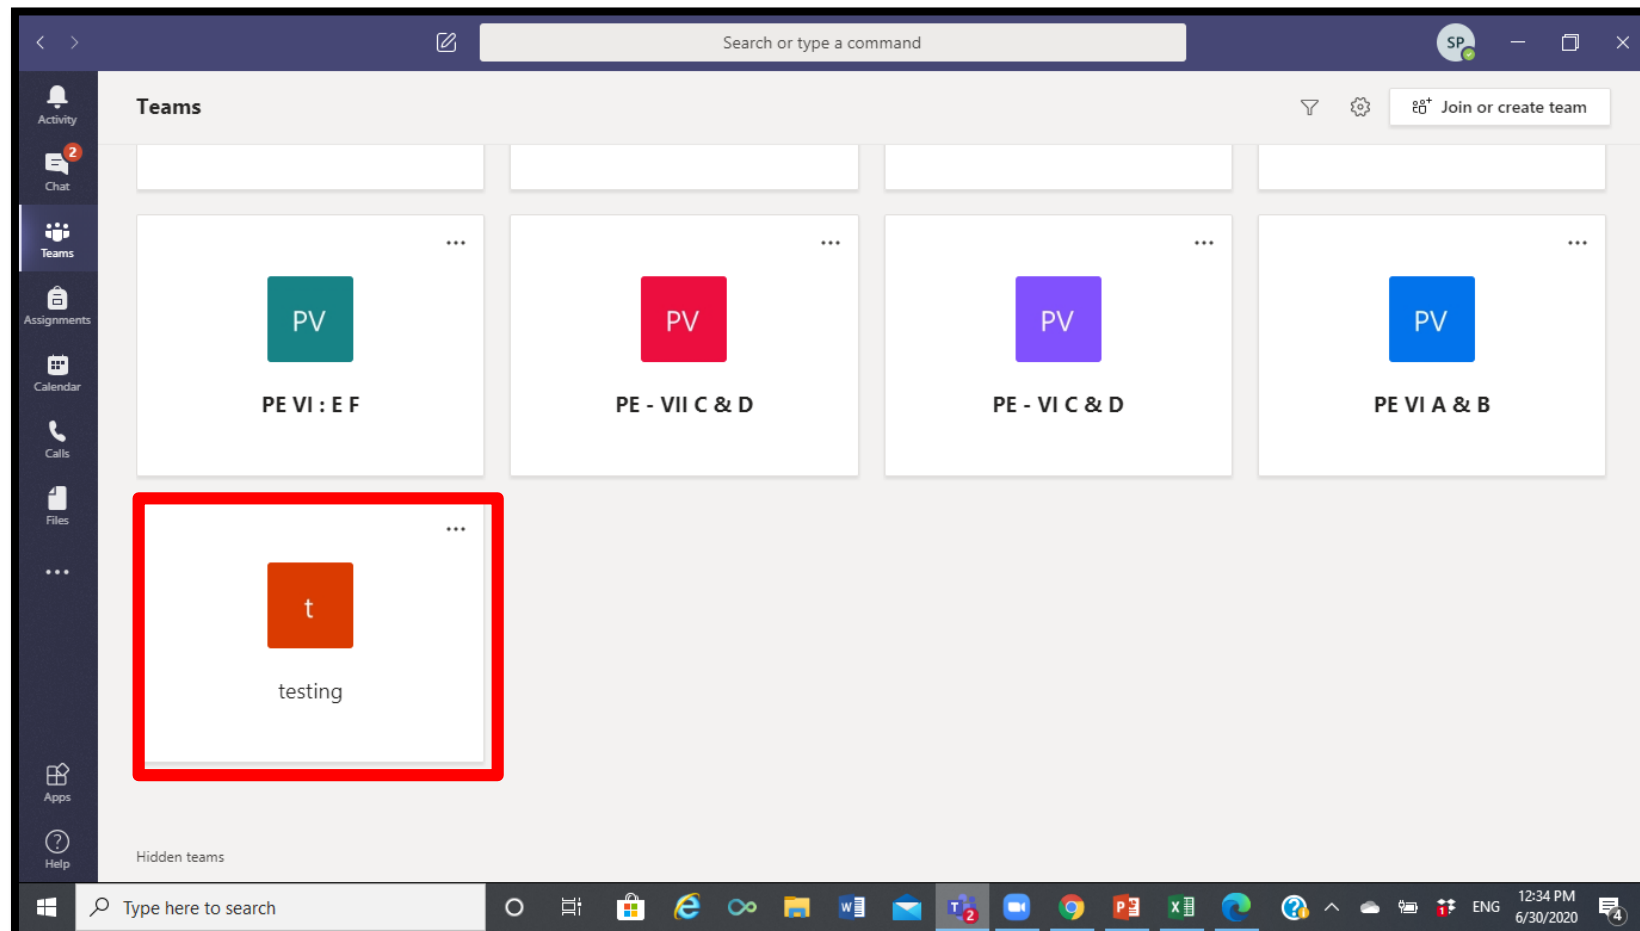 Search or type a command
SP
Activity
Teams
Join or create team
2
Chat
Teams
Assignments
Calendar
Calls
Files
PV
PE VI : E F
PV
PE - VII C & D
PV
PE - VI C & D
PV
PE VI A & B
t
testing
Apps
Help
Hidden teams
Type here to search
2
ENG
12:34 PM
6/30/2020
4